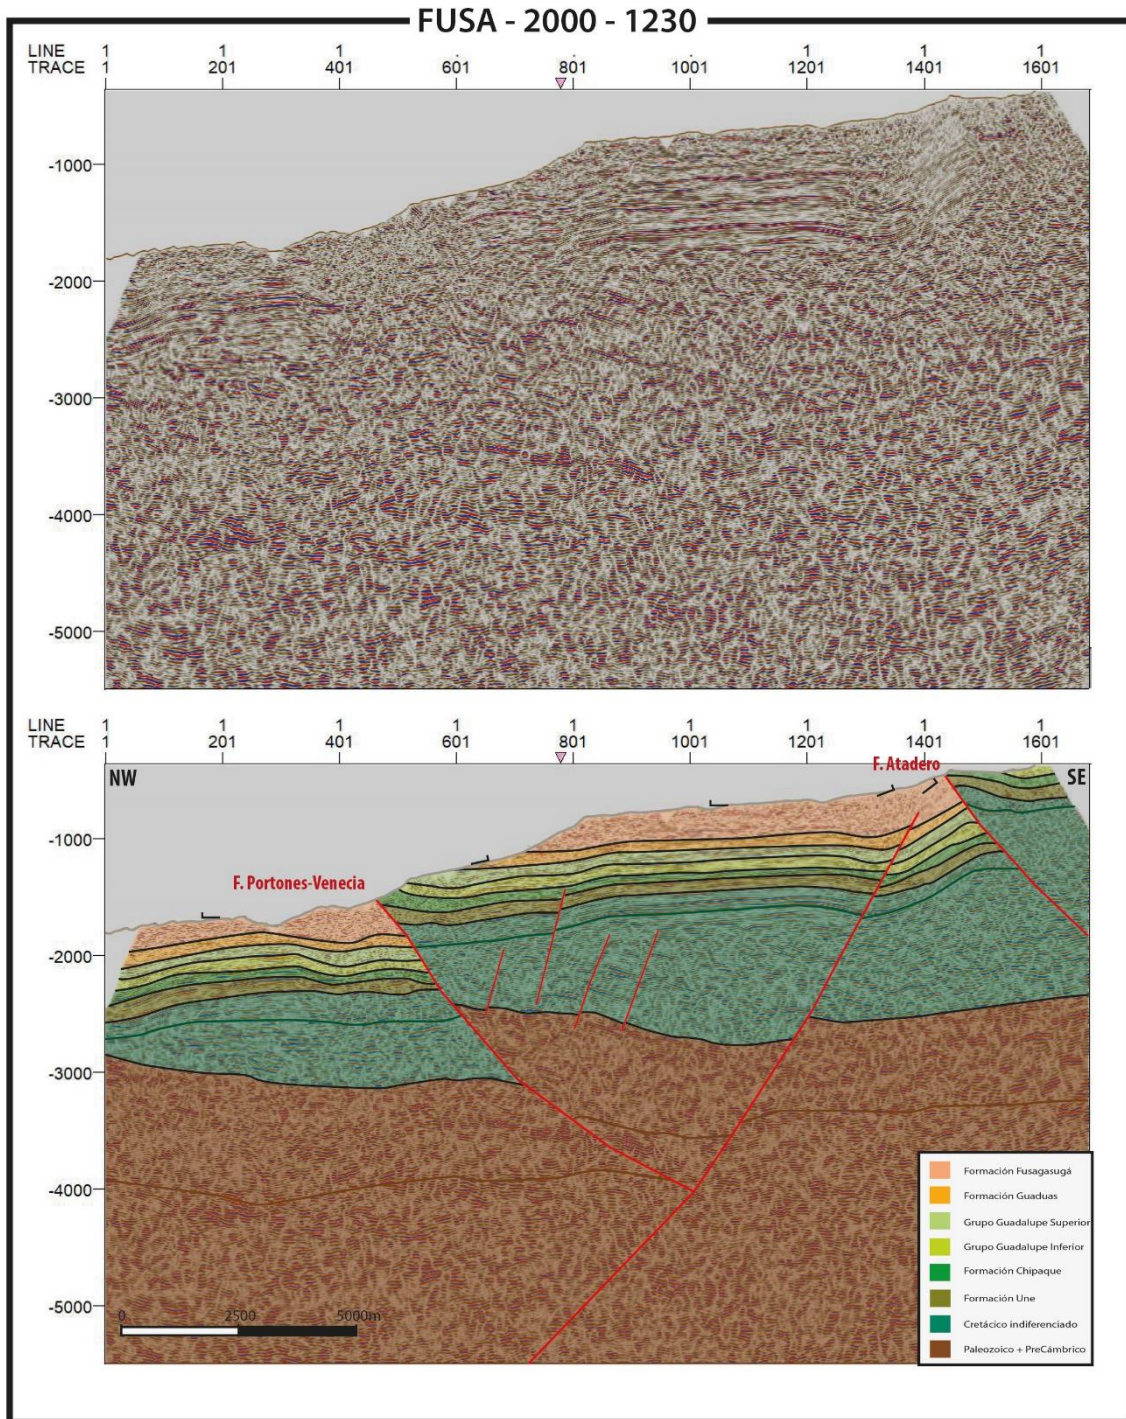 FUSA - 2000 - 1230
LINE 1 1 1 1 . 1 1 1 1
TRACE 1 201 401 601 801 1001 1201 1401 1601
-1000
-2000
-3000
-4000
-5000
LINE 1 1 1 1 1 1 1 1 1
TRACE 1 201 401 601 801 1001 1201 1401 1601
NW F. Atadero SE
-1000
F. Portones-Venecia
-2000
-3000
-4000
-5000
0 2500 5000m
Formación Fusagasugá
Formación Guaduas
Grupo Guadalupe Superior
Grupo Guadalupe Inferior
Formación Chipaque
Formación Une
Cretácico indiferenciado
Paleozoico + PreCámbrico